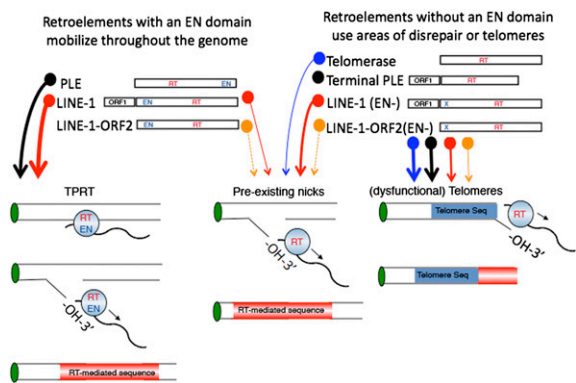 Retroelements with an EN domain
mobilize throughout the genome
Retroelements without an EN domain
use areas of disrepair or telomeres
PLE
RT
EN
LINE-1
ORF1
EN
RT
LINE-1-ORF2
EN
RT
Telomerase
RT
Terminal PLE
ORF1
RT
LINE-1 (EN-)
ORF1
X
RT
LINE-1-ORF2(EN-)
X
RT
TPRT
RT
EN
-OH-3'
RT
EN
RT-mediated sequence
Pre-existing nicks
-OH-3'
RT
RT-mediated sequence
(dysfunctional) Telomeres
Telomere Seq
RT
-OH-3'
Telomere Seq